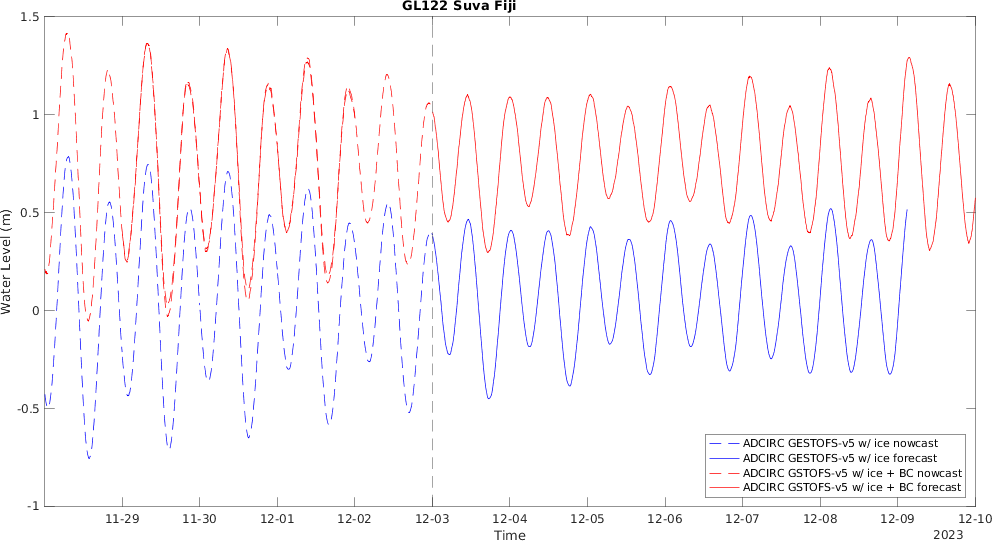 GL122 Suva Fiji
1.5
1
0.5
0
-0.5
-1
Water Level (m)
11-29
11-30
12-01
12-02
12-03
12-04
12-05
12-06
12-07
12-08
12-09
12-10
Time
2023
ADCIRC GESTOFS-v5 w/ ice nowcast
ADCIRC GESTOFS-v5 w/ ice forecast
ADCIRC GSTOFS-v5 w/ ice + BC nowcast
ADCIRC GSTOFS-v5 w/ ice + BC forecast